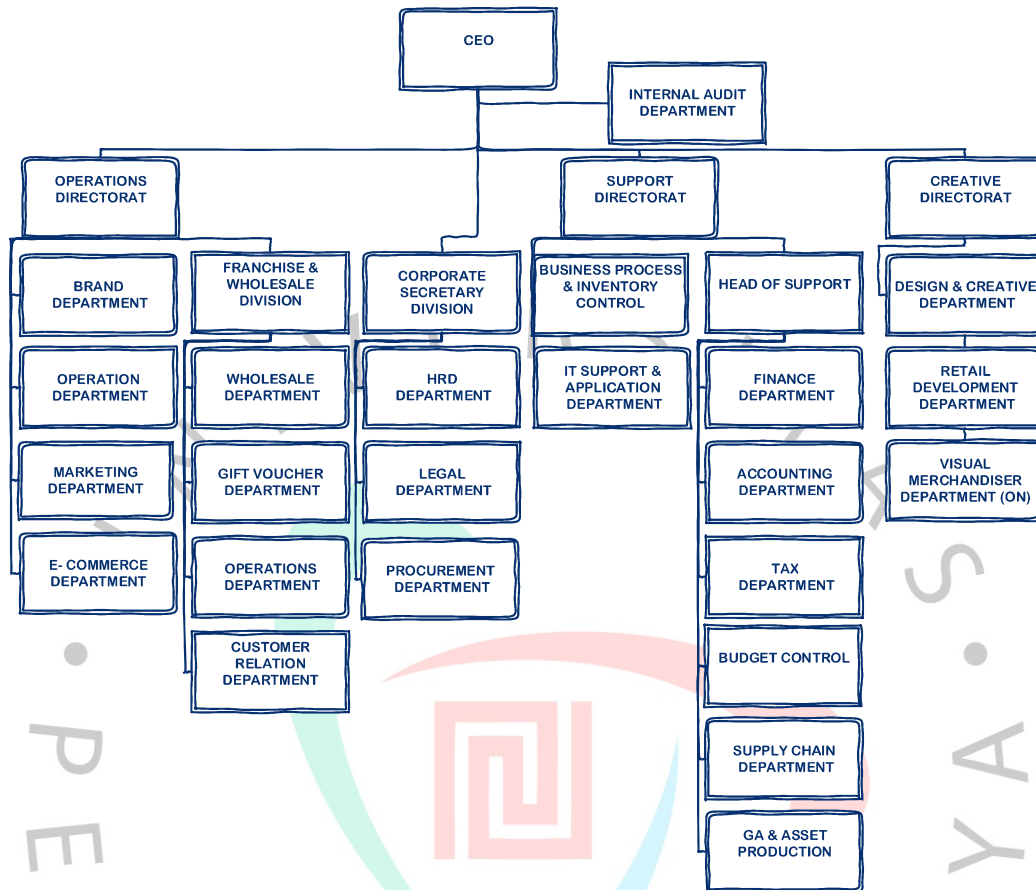 CEO
INTERNAL AUDIT
DEPARTMENT
OPERATIONS
DIRECTORAT
SUPPORT
DIRECTORAT
CREATIVE
DIRECTORAT
BRAND
DEPARTMENT
FRANCHISE &
WHOLESALE
DIVISION
CORPORATE
SECRETARY
DIVISION
BUSINESS PROCESS
& INVENTORY
CONTROL
HEAD OF SUPPORT
DESIGN & CREATIVE
DEPARTMENT
OPERATION
DEPARTMENT
WHOLESALE
DEPARTMENT
HRD
DEPARTMENT
IT SUPPORT &
APPLICATION
DEPARTMENT
FINANCE
DEPARTMENT
RETAIL
DEVELOPMENT
DEPARTMENT
MARKETING
DEPARTMENT
GIFT VOUCHER
DEPARTMENT
LEGAL
DEPARTMENT
ACCOUNTING
DEPARTMENT
VISUAL
MERCHANDISER
DEPARTMENT (ON)
E- COMMERCE
DEPARTMENT
OPERATIONS
DEPARTMENT
PROCUREMENT
DEPARTMENT
TAX
DEPARTMENT
CUSTOMER
RELATION
DEPARTMENT
BUDGET CONTROL
SUPPLY CHAIN
DEPARTMENT
GA & ASSET
PRODUCTION